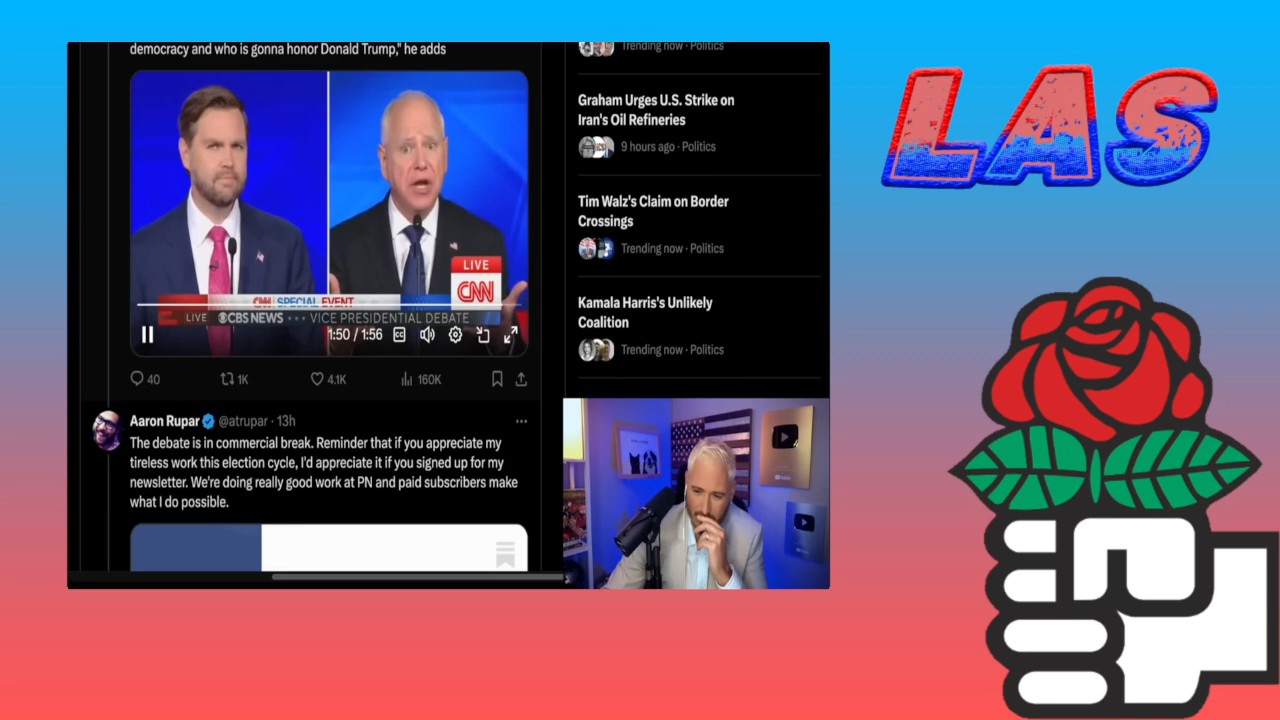 democracy and who is gonna honor Donald Trump," he adds
LIVE
CNN
CNN SPECIAL EVENT
LIVE CBS NEWS VICE PRESIDENTIAL DEBATE
1:50 / 1:56
CC
40 1K 4.1K 160K
Aaron Rupar @atrupar · 13h
The debate is in commercial break. Reminder that if you appreciate my
tireless work this election cycle, I'd appreciate it if you signed up for my
newsletter. We're doing really good work at PN and paid subscribers make
what I do possible.
Trending now · Politics
Graham Urges U.S. Strike on
Iran's Oil Refineries
9 hours ago · Politics
Tim Walz's Claim on Border
Crossings
Trending now · Politics
Kamala Harris's Unlikely
Coalition
Trending now · Politics
LAS